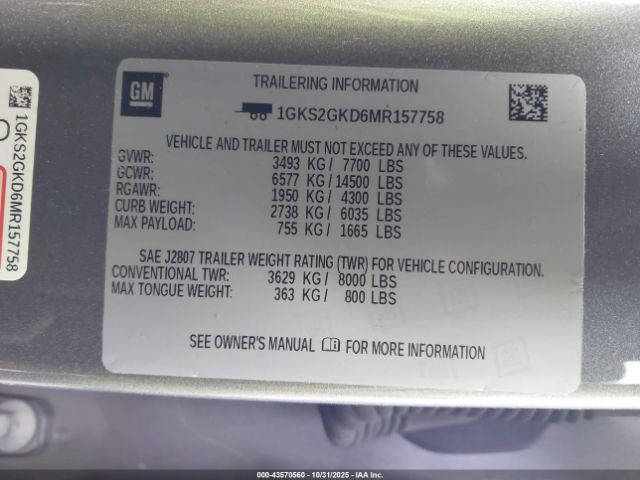 GM
TRAILERING INFORMATION
1GKS2GKD6MR157758
VEHICLE AND TRAILER MUST NOT EXCEED ANY OF THESE VALUES.
GVWR: 3493 KG/ 7700 LBS
GCWR: 6577 KG/ 14500 LBS
RGAWR: 1950 KG/ 4300 LBS
CURB WEIGHT: 2738 KG/ 6035 LBS
MAX PAYLOAD: 755 KG/ 1665 LBS
SAE J2807 TRAILER WEIGHT RATING (TWR) FOR VEHICLE CONFIGURATION.
CONVENTIONAL TWR: 3629 KG/ 8000 LBS
MAX TONGUE WEIGHT: 363 KG/ 800 LBS
SEE OWNER'S MANUAL FOR MORE INFORMATION
1GKS2GKD6MR157758
000-43570560 - 10/31/2025 - IAA Inc.